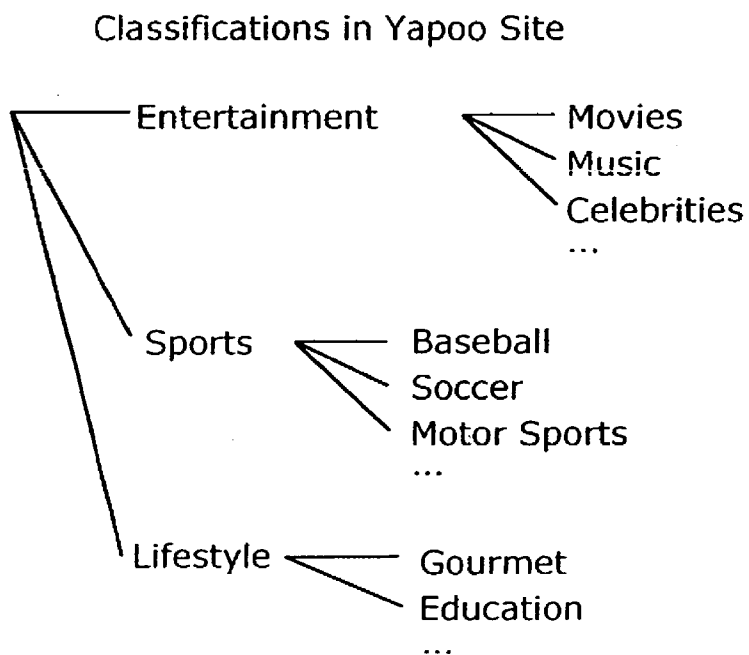 Classifications in Yapoo Site
Entertainment
Movies
Music
Celebrities
...
Sports
Baseball
Soccer
Motor Sports
...
Lifestyle
Gourmet
Education
...